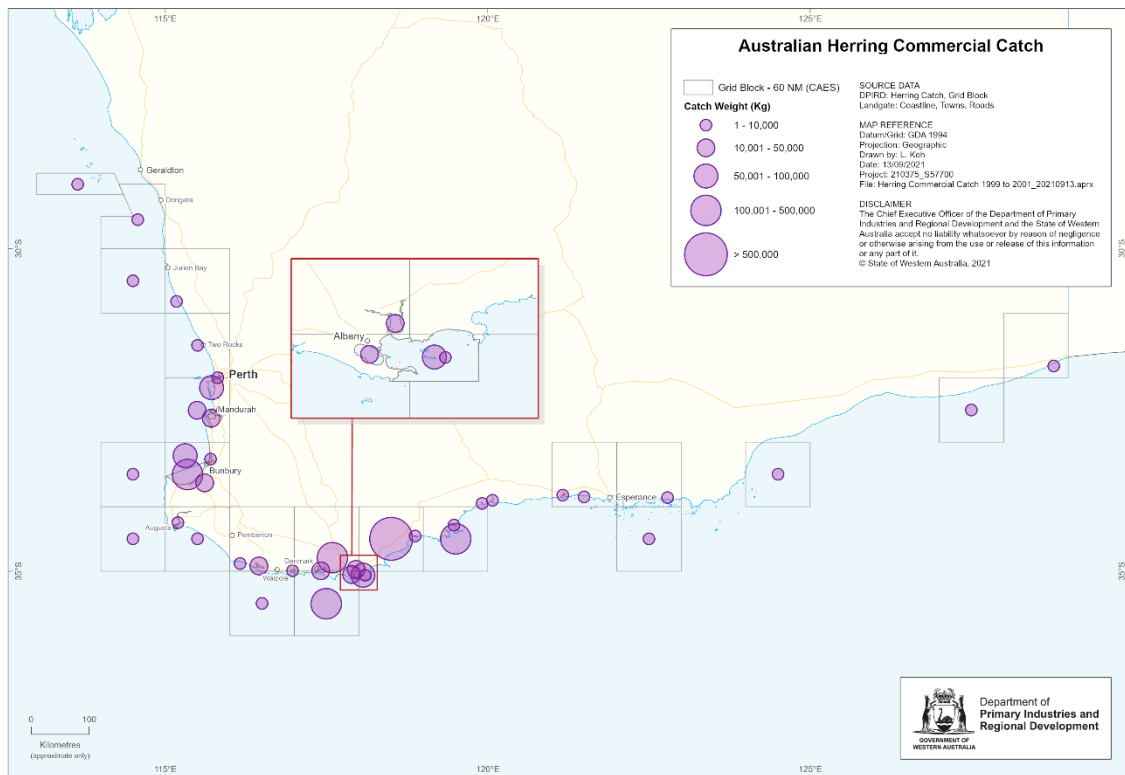 115°E
120°E
125°E
Australian Herring Commercial Catch
Grid Block - 60 NM (CAES)
Catch Weight (Kg)
1 - 10,000
10,001 - 50,000
50,001 - 100,000
100,001 - 500,000
> 500,000
SOURCE DATA
DPIRD: Herring Catch, Grid Block
Landgate: Coastline, Towns, Roads
MAP REFERENCE
Datum/Grid: GDA 1994
Projection: Geographic
Drawn by: L. Koh
Date: 13/09/2021
Project: 210375_S57700
File: Herring Commercial Catch 1999 to 2001_20210913.aprx
DISCLAIMER
The Chief Executive Officer of the Department of Primary
Industries and Regional Development and the State of Western
Australia accept no liability whatsoever by reason of negligence
or otherwise arising from the use or release of this information
or any part of it.
© State of Western Australia, 2021
Geraldton
Dongara
30°S
30°S
Jurien Bay
Two Rocks
Perth
Mandurah
Bunbury
Augusta
Pemberton
Walpole
Denmark
Albany
Esperance
35°S
35°S
0
100
Kilometres
(approximate only)
GOVERNMENT OF
WESTERN AUSTRALIA
Department of
Primary Industries and
Regional Development
115°E
120°E
125°E